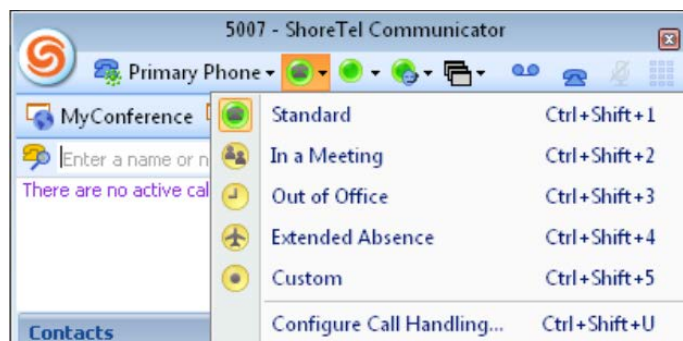 5007 - ShoreTel Communicator
Primary Phone
MyConference
Standard Ctrl+Shift+1
Enter a name or n
In a Meeting Ctrl+Shift+2
There are no active cal
Out of Office Ctrl+Shift+3
Extended Absence Ctrl+Shift+4
Custom Ctrl+Shift+5
Contacts
Configure Call Handling... Ctrl+Shift+U